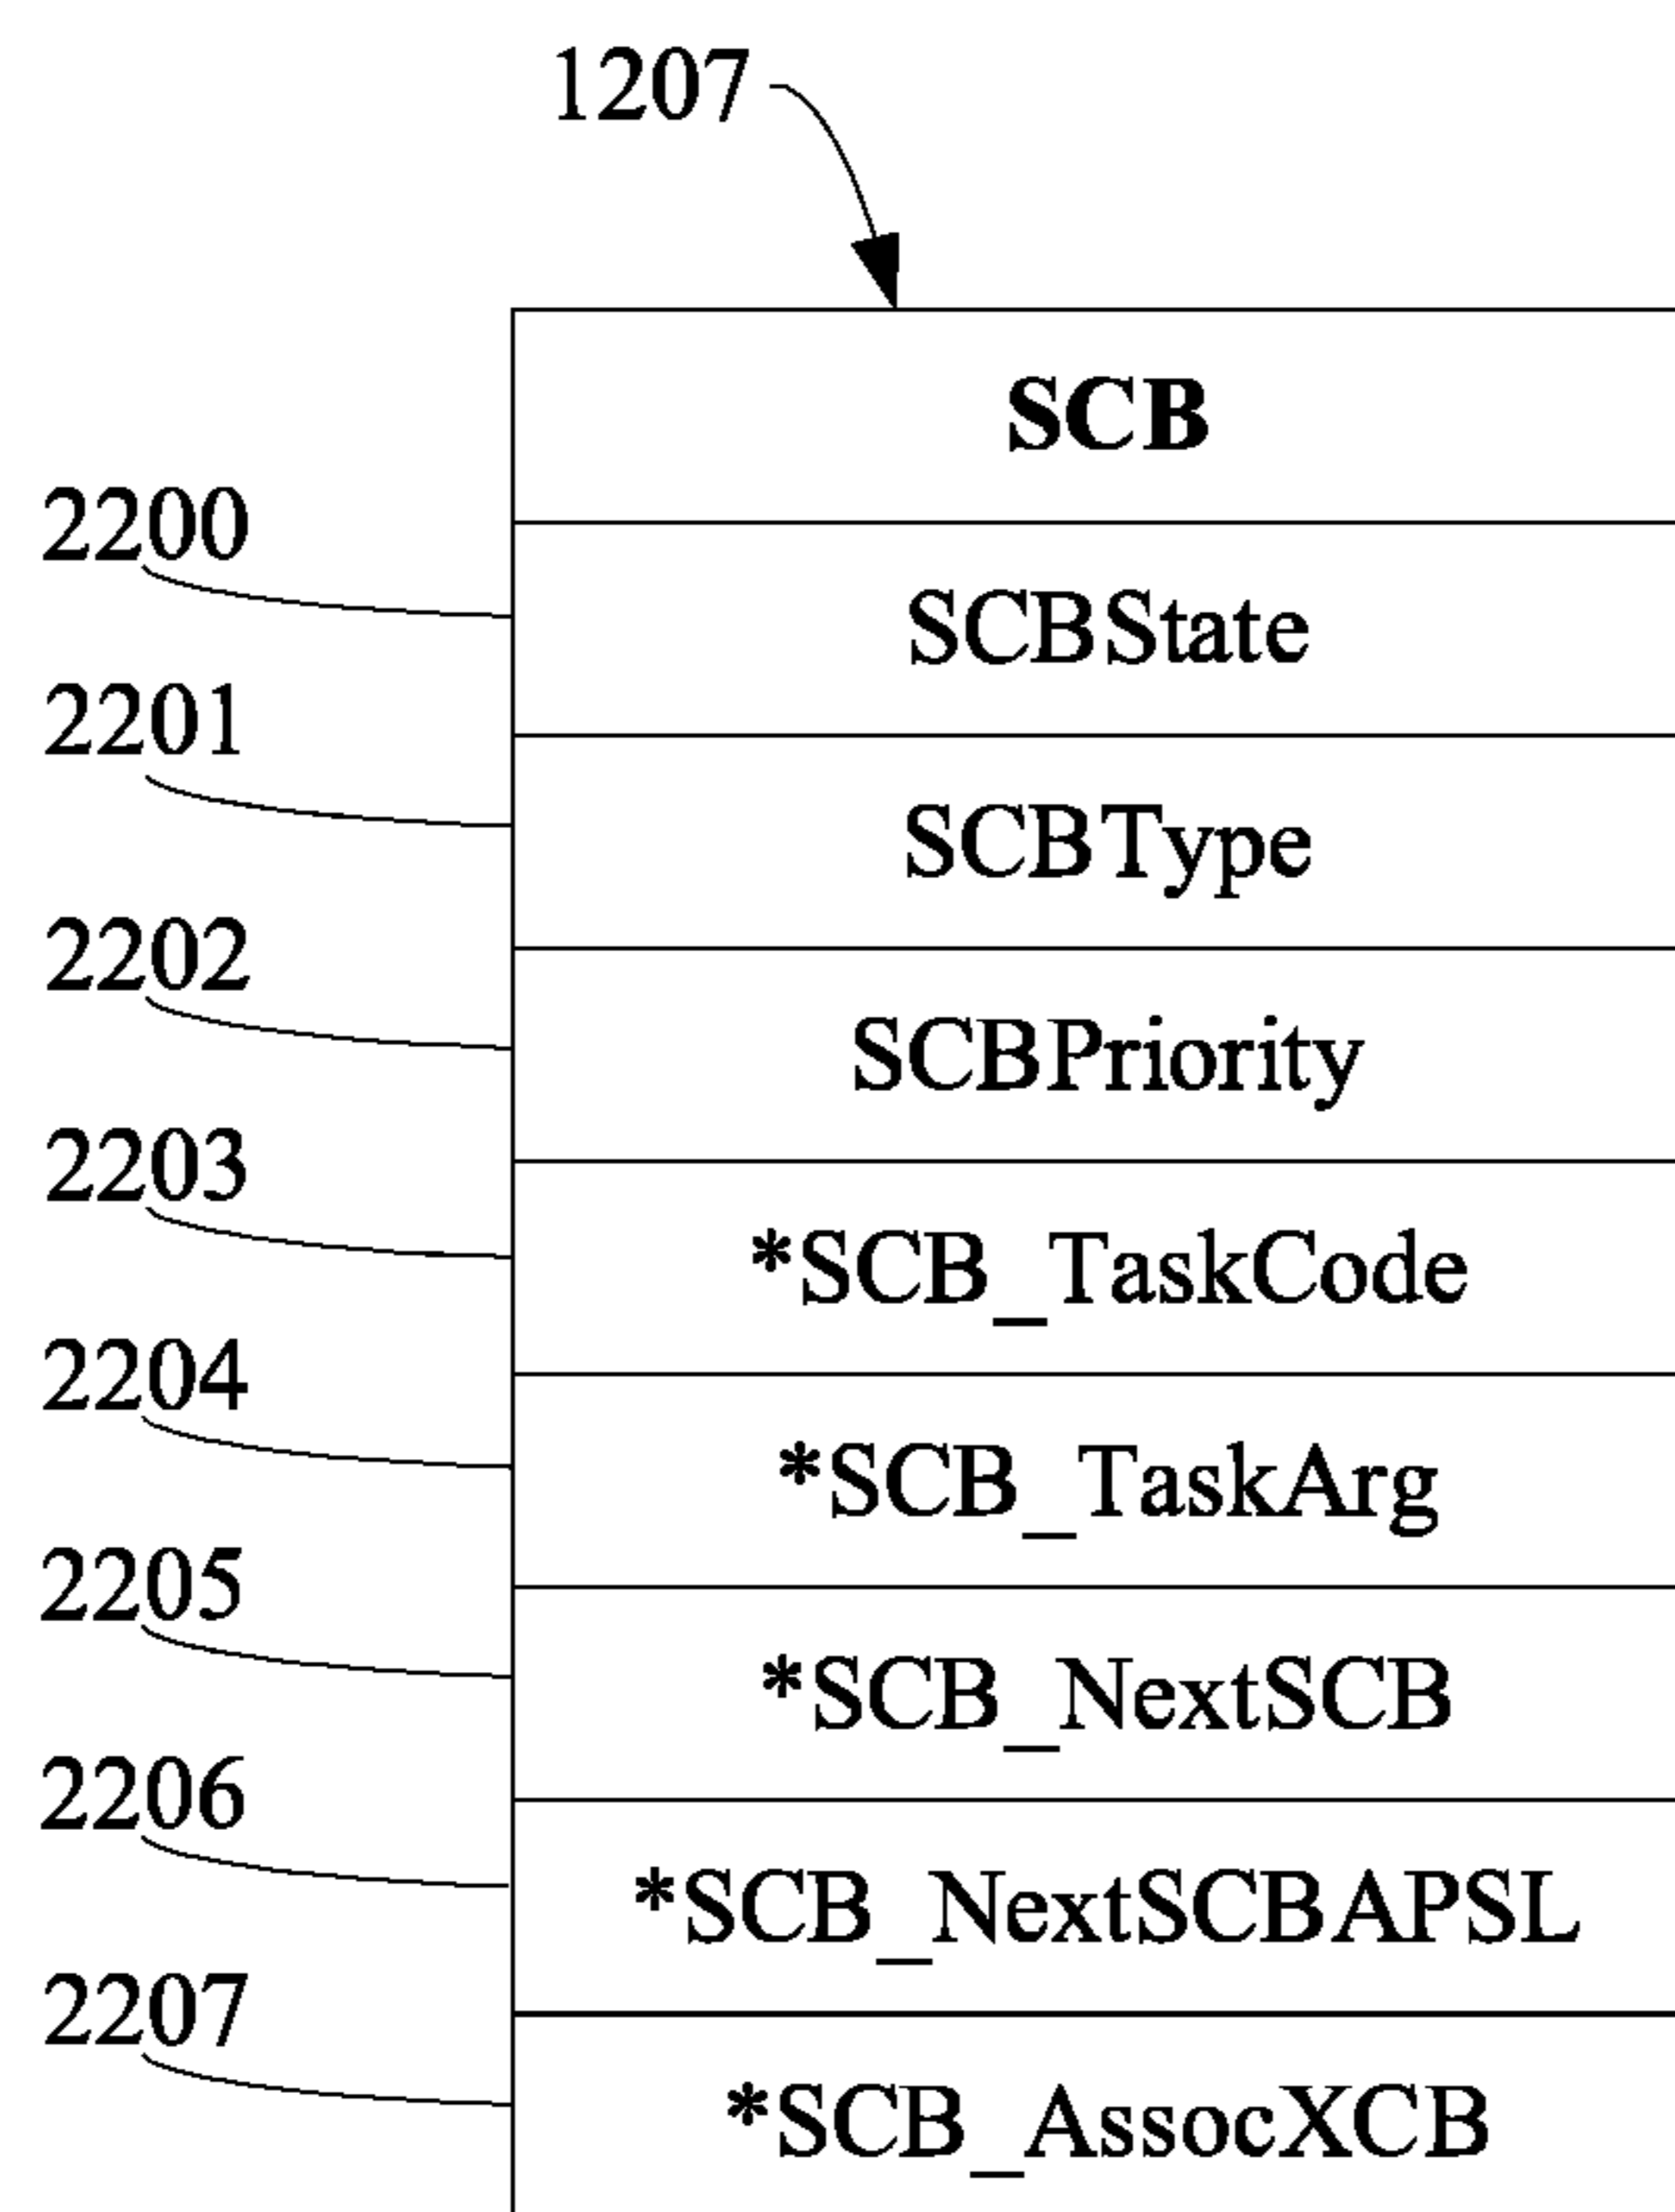 1207
SCB
2200
SCBState
2201
SCBType
2202
SCBPriority
2203
*SCB_TaskCode
2204
*SCB_TaskArg
2205
*SCB_NextSCB
2206
*SCB_NextSCBAPSL
2207
*SCB_AssocXCB